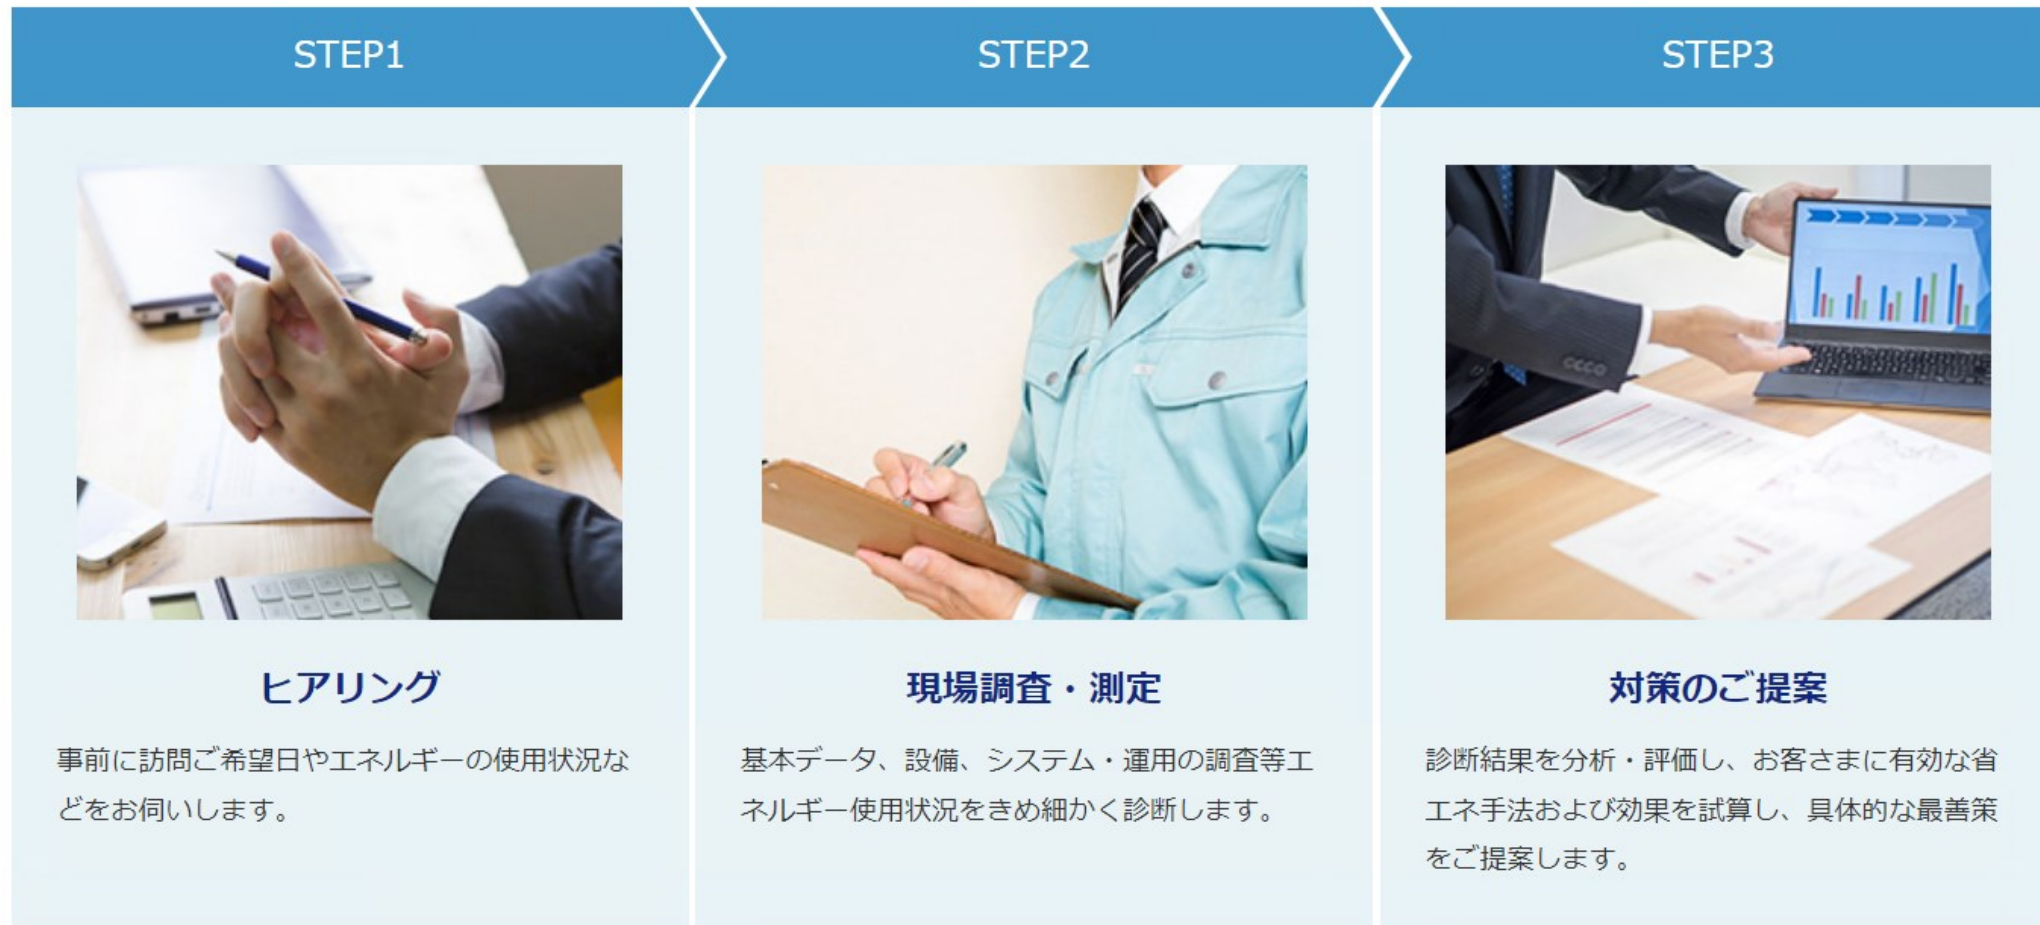 STEP1
STEP2
STEP3
ヒアリング
事前に訪問ご希望日やエネルギーの使用状況な
どをお伺いします。
現場調査・測定
基本データ、設備、システム・運用の調査等エ
ネルギー使用状況をきめ細かく診断します。
対策のご提案
診断結果を分析・評価し、お客さまに有効な省
エネ手法および効果を試算し、具体的な最善策
をご提案します。